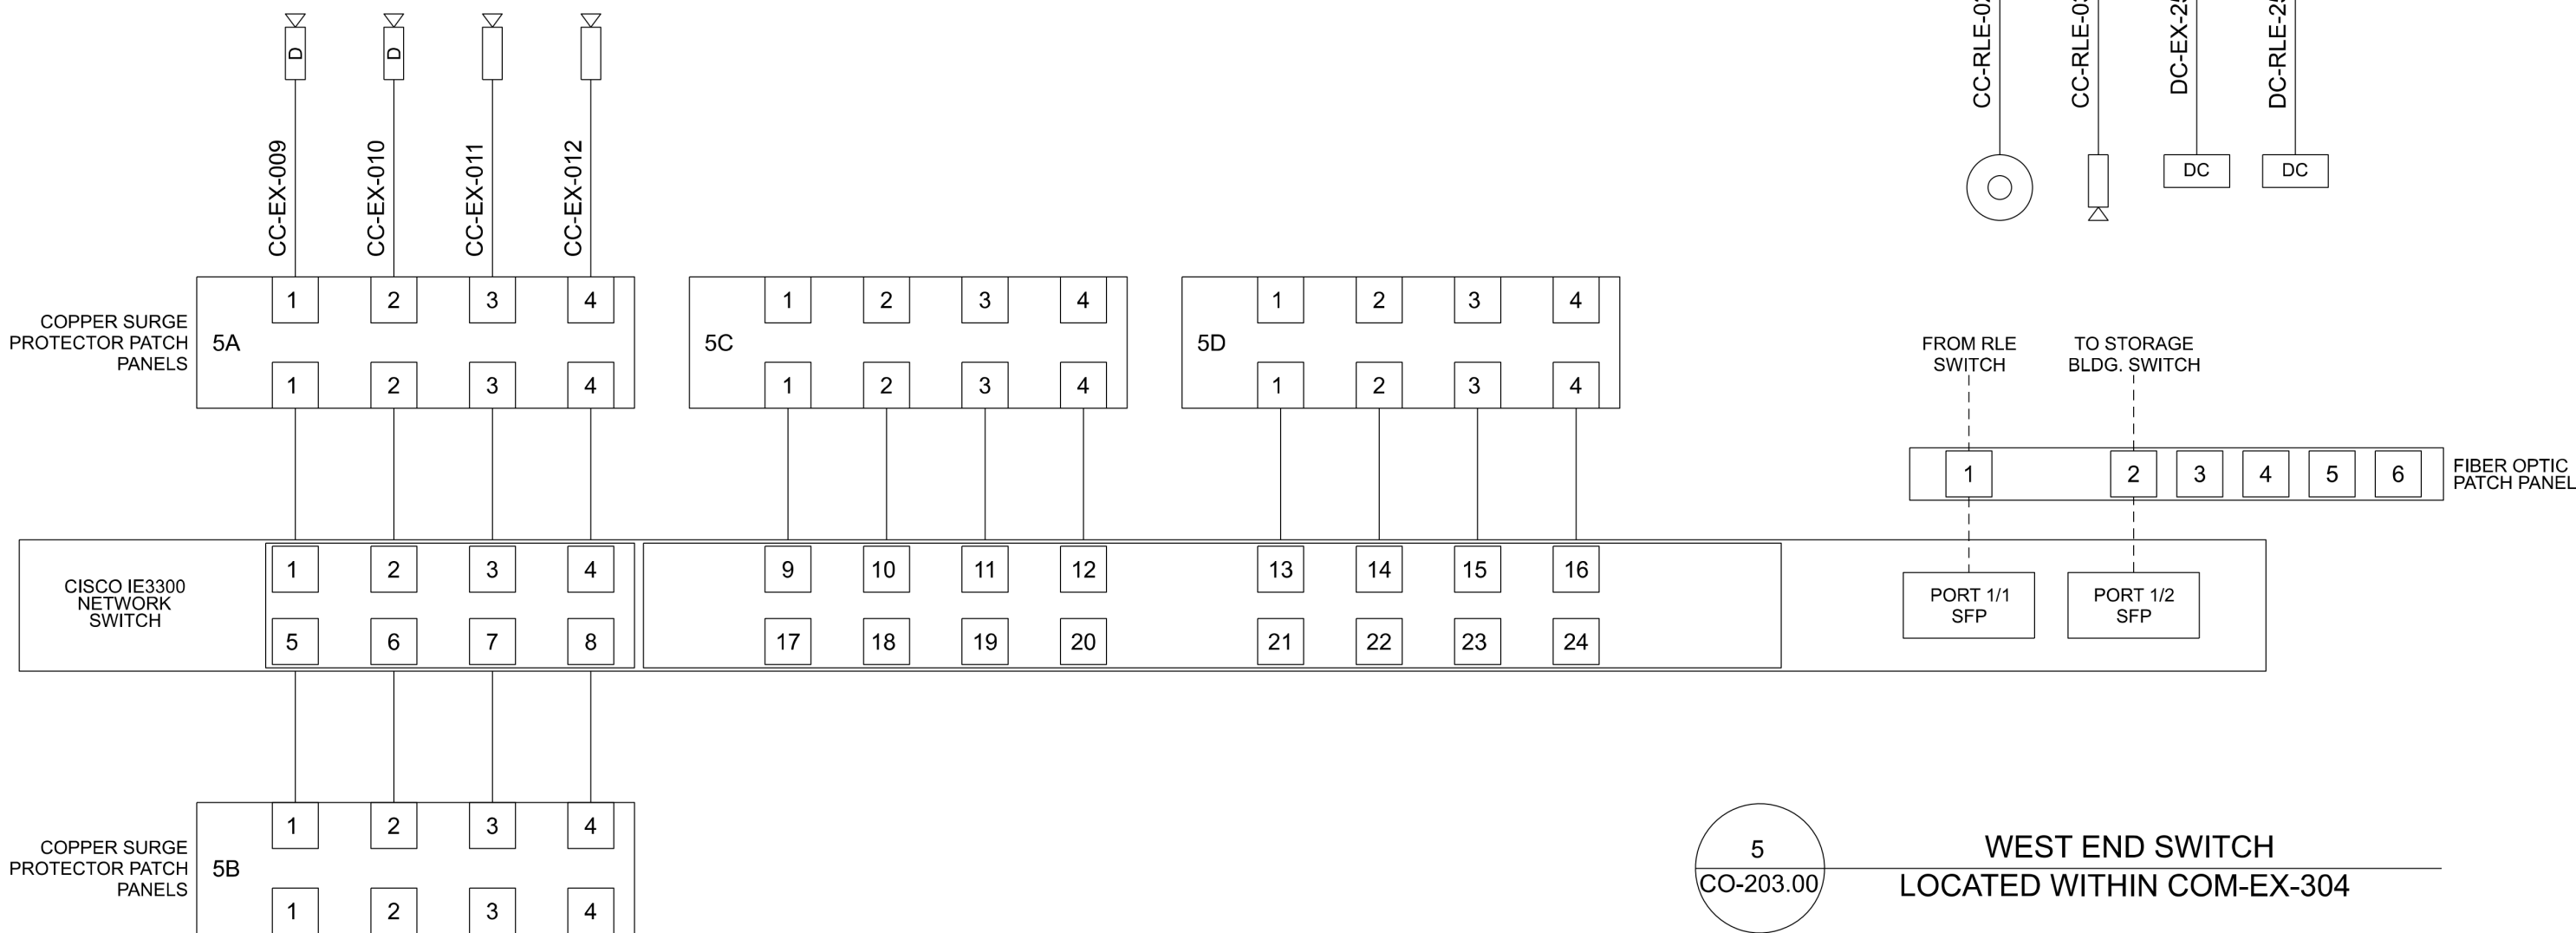 D
D
CC-EX-009
CC-EX-010
CC-EX-011
CC-EX-012
DC
DC
COPPER SURGE
PROTECTOR PATCH
PANELS
5A
1 2 3 4
1 2 3 4
5C
1 2 3 4
1 2 3 4
5D
1 2 3 4
1 2 3 4
FROM RLE
SWITCH
TO STORAGE
BLDG. SWITCH
1 2 3 4 5 6
FIBER OPTIC
PATCH PANEL
CISCO IE3300
NETWORK
SWITCH
1 2 3 4 9 10 11 12 13 14 15 16
5 6 7 8 17 18 19 20 21 22 23 24
PORT 1/1
SFP
PORT 1/2
SFP
COPPER SURGE
PROTECTOR PATCH
PANELS
5B
1 2 3 4
1 2 3 4
5
CO-203.00
WEST END SWITCH
LOCATED WITHIN COM-EX-304